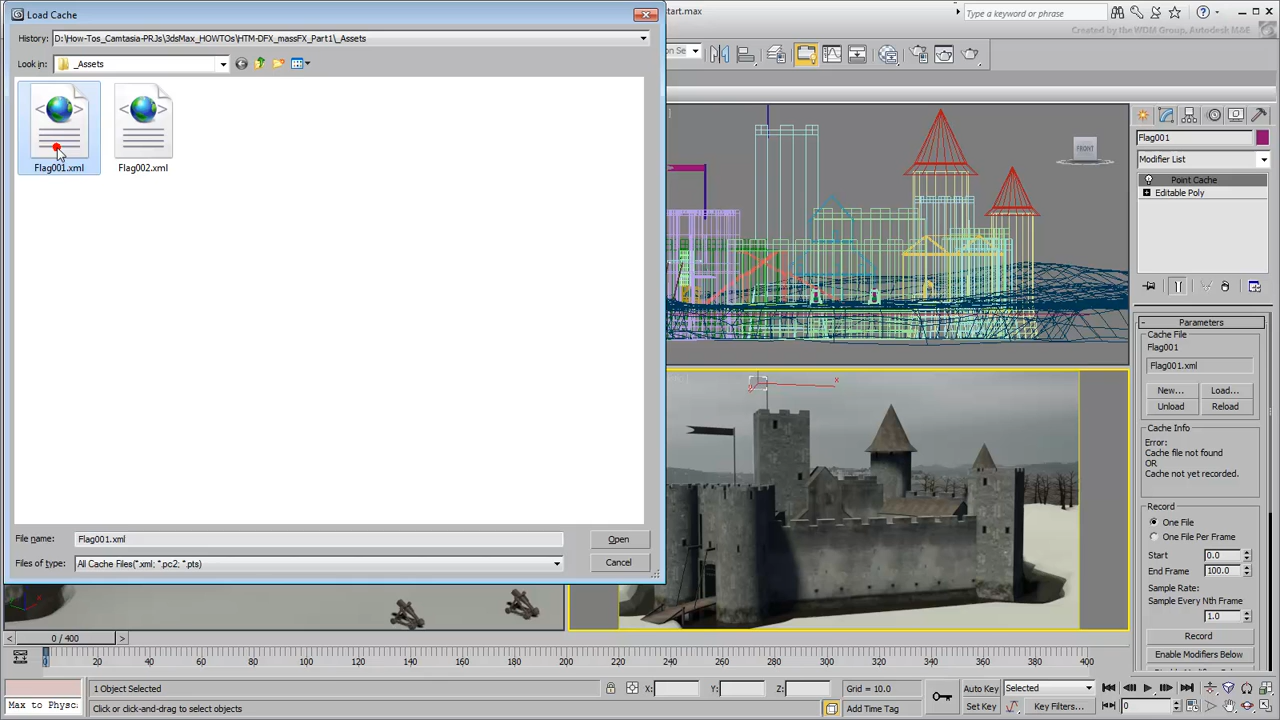 Load Cache
start.max
Type a keyword or phrase
History:
D:\How-Tos_Camtasia-PRJs\3dsMax_HOWTOs\HTM-DFX_massFX_Part1\_Assets
Created by the WDM Group, Autodesk M&E
Look in:
_Assets
on Se
Flag001.xml
Flag002.xml
FRONT
Flag001
Modifier List
Point Cache
Editable Poly
Parameters
Cache File
Flag001
Flag001.xml
New...
Load...
Unload
Reload
Cache Info
Error:
Cache file not found
OR
Cache not yet recorded.
Record
One File
One File Per Frame
Start
0.0
End Frame
100.0
Sample Rate:
Sample Every Nth Frame
1.0
Record
Enable Modifiers Below
x
File name:
Flag001.xml
Open
Files of type:
All Cache Files(*.xml; *.pc2; *.pts)
Cancel
0 / 400
0 20 40 60 80 100 120 140 160 180 200 220 240 260 280 300 320 340 360 380 400
1 Object Selected
X:
Y:
Z:
Grid = 10.0
Auto Key
Selected
Max to Physc
Click or click-and-drag to select objects
Add Time Tag
Set Key
Key Filters...
0